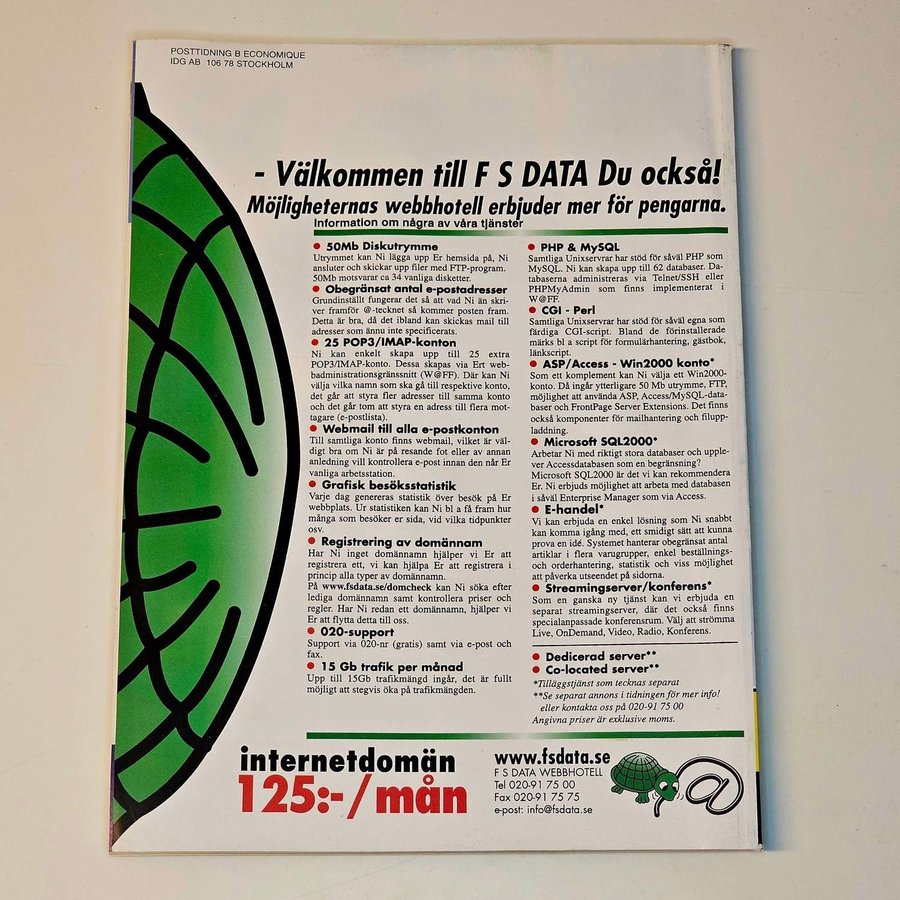 POSTTIDNING B ECONOMIQUE
IDG AB 106 78 STOCKHOLM
- Välkommen till F S DATA Du också!
Möjligheternas webbhotell erbjuder mer för pengarna.
Information om några av våra tjänster
• 50Mb Diskutrymme
Utrymmet kan Ni lägga upp Er hemsida på, Ni
ansluter och skickar upp filer med FTP-program.
50Mb motsvarar ca 34 vanliga disketter.
• Obegränsat antal e-postadresser
Grundinställt fungerar det så att vad Ni än skri-
ver framför @-tecknet så kommer posten fram.
Detta är bra, då det ibland kan skickas mail till
adresser som ännu inte specificerats.
• 25 POP3/IMAP-konton
Ni kan enkelt skapa upp till 25 extra
POP3/IMAP-konto. Dessa skapas via Ert web-
badministrationsgränssnitt (W@FF). Där kan Ni
välja vilka namn som ska gå till respektive konto,
det går att styra fler adresser till samma konto
och det går tom att styra en adress till flera mot-
tagare (e-postlista).
• Webmail till alla e-postkonton
Till samtliga konto finns webmail, vilket är väl-
digt bra om Ni är på resande fot eller av annan
anledning vill kontrollera e-post innan den når Er
vanliga arbetsstation.
• Grafisk besöksstatistik
Varje dag genereras statistik över besök på Er
webbplats. Ur statistiken kan Ni bl a få fram hur
många som besöker er sida, vid vilka tidpunkter
osv.
• Registrering av domännam
Har Ni inget domännamn hjälper vi Er att
registrera ett, vi kan hjälpa Er att registrera i
princip alla typer av domännamn.
På www.fsdata.se/domcheck kan Ni söka efter
lediga domännamn samt kontrollera priser och
regler. Har Ni redan ett domännamn, hjälper vi
Er att flytta detta till oss.
• 020-support
Support via 020-nr (gratis) samt via e-post och
fax.
• 15 Gb trafik per månad
Upp till 15Gb trafikmängd ingår, det är fullt
möjligt att stegvis öka på trafikmängden.
• PHP & MySQL
Samtliga Unixservrar har stöd för såväl PHP som
MySQL. Ni kan skapa upp till 62 databaser. Da-
tabaserna administreras via Telnet/SSH eller
PHPMyAdmin som finns implementerat i
W@FF.
• CGI - Perl
Samtliga Unixservrar har stöd för såväl egna som
färdiga CGI-script. Bland de förinstallerade
märks bl a script för formulärhantering, gästbok,
länkscript.
• ASP/Access - Win2000 konto*
Som ett komplement kan Ni välja ett Win2000-
konto. Då ingår ytterligare 50 Mb utrymme, FTP,
möjlighet att använda ASP, Access/MySQL-data-
baser och FrontPage Server Extensions. Det finns
också komponenter för mailhantering och filupp-
laddning.
• Microsoft SQL2000*
Arbetar Ni med riktigt stora databaser och upple-
ver Accessdatabasen som en begränsning?
Microsoft SQL2000 är det vi kan rekommendera
Er. Ni erbjuds möjlighet att arbeta med databasen
i såväl Enterprise Manager som via Access.
• E-handel*
Vi kan erbjuda en enkel lösning som Ni snabbt
kan komma igång med, ett smidigt sätt att kunna
prova en idé. Systemet hanterar obegränsat antal
artiklar i flera varugrupper, enkel beställnings-
och orderhantering, statistik och viss möjlighet
att påverka utseendet på sidorna.
• Streamingserver/konferens*
Som en ganska ny tjänst kan vi erbjuda en
separat streamingserver, där det också finns
specialanpassade konferensrum. Välj att strömma
Live, OnDemand, Video, Radio, Konferens.
• Dedicerad server**
• Co-located server**
*Tilläggstjänst som tecknas separat
**Se separat annons i tidningen för mer info!
eller kontakta oss på 020-91 75 00
Angivna priser är exklusive moms.
internetdomän
125:-/mån
www.fsdata.se
F S DATA WEBBHOTELL
Tel 020-91 75 00
Fax 020-91 75 75
e-post: info@fsdata.se
@